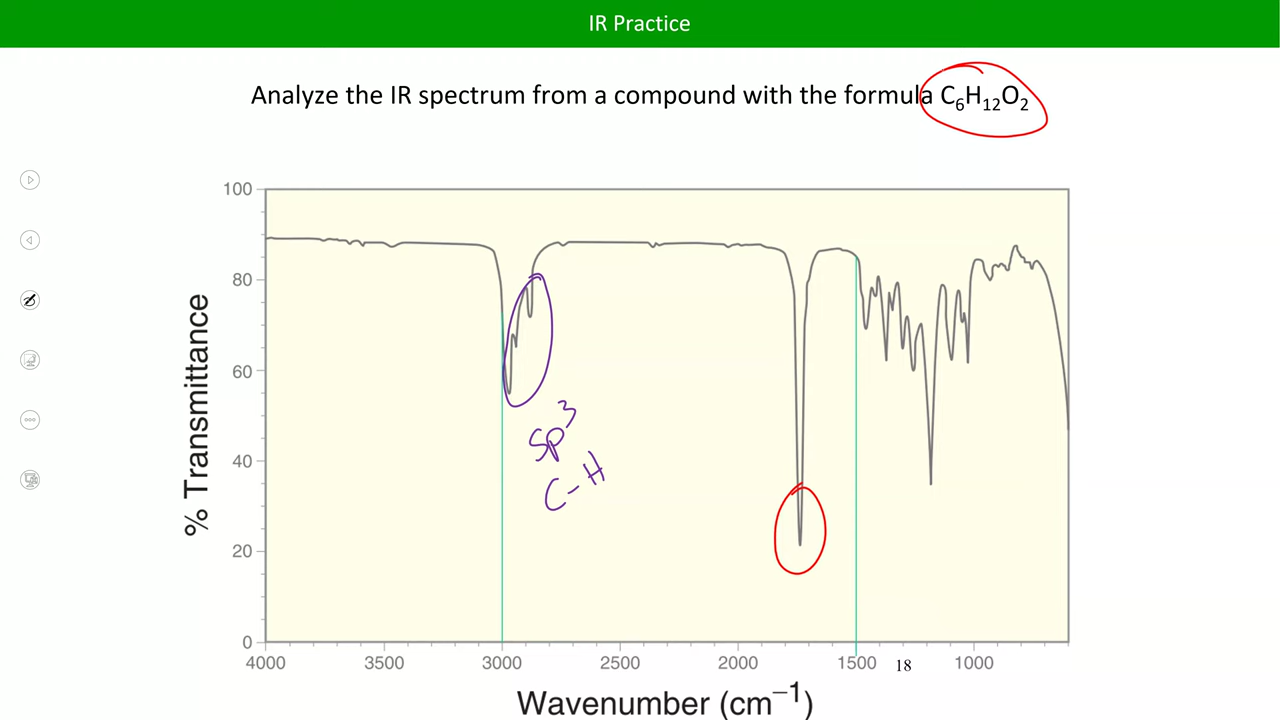 IR Practice
Analyze the IR spectrum from a compound with the formula C₆H₁₂O₂
100
80
60
40
20
0
% Transmittance
sp³
C-H
4000 3500 3000 2500 2000 1500 18 1000
Wavenumber (cm⁻¹)